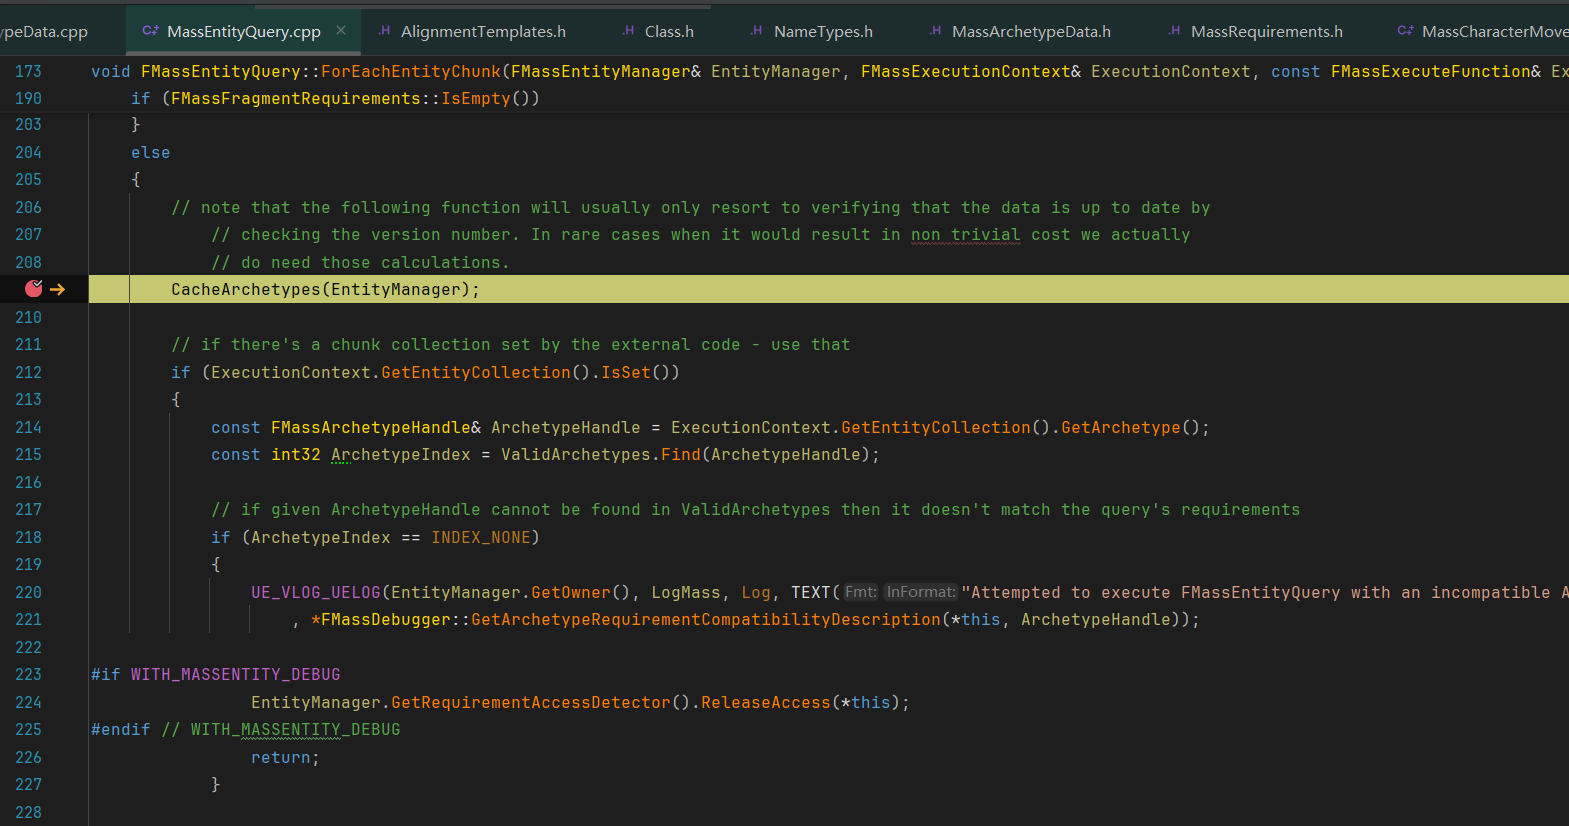 ypeData.cpp MassEntityQuery.cpp AlignmentTemplates.h Class.h NameTypes.h MassArchetypeData.h MassRequirements.h MassCharacterMove
173 void FMassEntityQuery::ForEachEntityChunk(FMassEntityManager& EntityManager, FMassExecutionContext& ExecutionContext, const FMassExecuteFunction& Ex
190 if (FMassFragmentRequirements::IsEmpty())
203 }
204 else
205 {
206 // note that the following function will usually only resort to verifying that the data is up to date by
207 // checking the version number. In rare cases when it would result in non trivial cost we actually
208 // do need those calculations.
CacheArchetypes(EntityManager);
210
211 // if there's a chunk collection set by the external code - use that
212 if (ExecutionContext.GetEntityCollection().IsSet())
213 {
214 const FMassArchetypeHandle& ArchetypeHandle = ExecutionContext.GetEntityCollection().GetArchetype();
215 const int32 ArchetypeIndex = ValidArchetypes.Find(ArchetypeHandle);
216
217 // if given ArchetypeHandle cannot be found in ValidArchetypes then it doesn't match the query's requirements
218 if (ArchetypeIndex == INDEX_NONE)
219 {
220 UE_VLOG_UELOG(EntityManager.GetOwner(), LogMass, Log, TEXT(Fmt: InFormat: "Attempted to execute FMassEntityQuery with an incompatible A
221 , *FMassDebugger::GetArchetypeRequirementCompatibilityDescription(*this, ArchetypeHandle));
222
223 #if WITH_MASSENTITY_DEBUG
224 EntityManager.GetRequirementAccessDetector().ReleaseAccess(*this);
225 #endif // WITH_MASSENTITY_DEBUG
226 return;
227 }
228